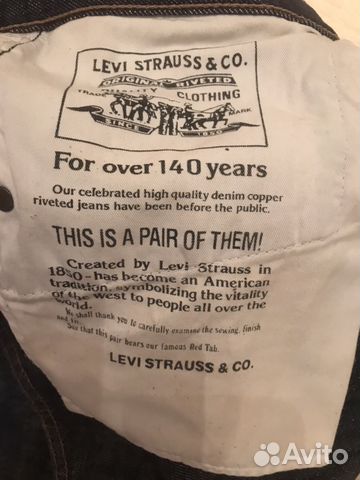 LEVI STRAUSS & CO.
ORIGINAL RIVETED
QUALITY CLOTHING
TRADE MARK
SINCE 1850
For over 140 years
Our celebrated high quality denim copper
riveted jeans have been before the public.
THIS IS A PAIR OF THEM!
Created by Levi Strauss in
1850-has become an American
tradition, symbolizing the vitality
of the west to people all over the
world.
We shall thank you to carefully examine the sewing, finish
and fit.
See that this pair bears our famous Red Tab.
LEVI STRAUSS & CO.
Avito